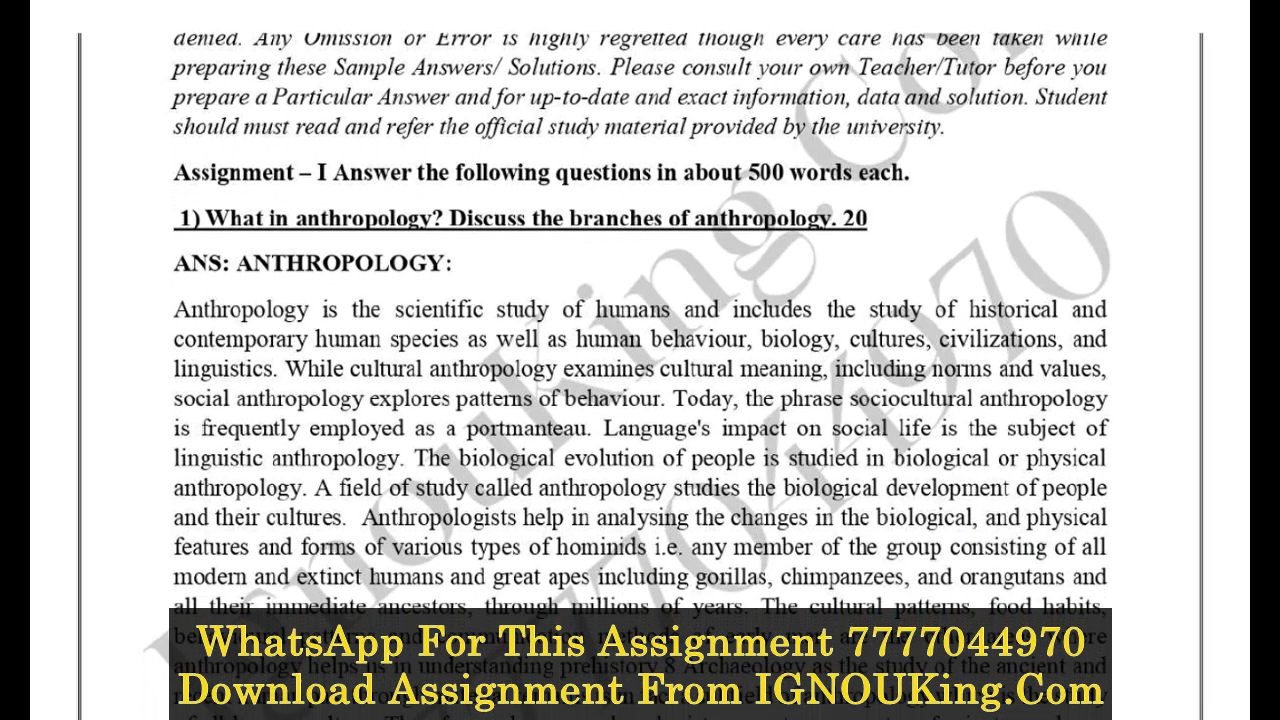 denied. Any Omission or Error is highly regretted though every care has been taken while
preparing these Sample Answers/ Solutions. Please consult your own Teacher/Tutor before you
prepare a Particular Answer and for up-to-date and exact information, data and solution. Student
should must read and refer the official study material provided by the university.
Assignment – I Answer the following questions in about 500 words each.
1) What in anthropology? Discuss the branches of anthropology. 20
ANS: ANTHROPOLOGY:
Anthropology is the scientific study of humans and includes the study of historical and
contemporary human species as well as human behaviour, biology, cultures, civilizations, and
linguistics. While cultural anthropology examines cultural meaning, including norms and values,
social anthropology explores patterns of behaviour. Today, the phrase sociocultural anthropology
is frequently employed as a portmanteau. Language's impact on social life is the subject of
linguistic anthropology. The biological evolution of people is studied in biological or physical
anthropology. A field of study called anthropology studies the biological development of people
and their cultures. Anthropologists help in analysing the changes in the biological, and physical
features and forms of various types of hominids i.e. any member of the group consisting of all
modern and extinct humans and great apes including gorillas, chimpanzees, and orangutans and
all their immediate ancestors, through millions of years. The cultural patterns, food habits,
anthropology helps in understanding prehistory 8 Archaeology as the study of the ancient and
WhatsApp For This Assignment 7777044970
Download Assignment From IGNOUKing.Com
IgnouKing.Com
7777044970